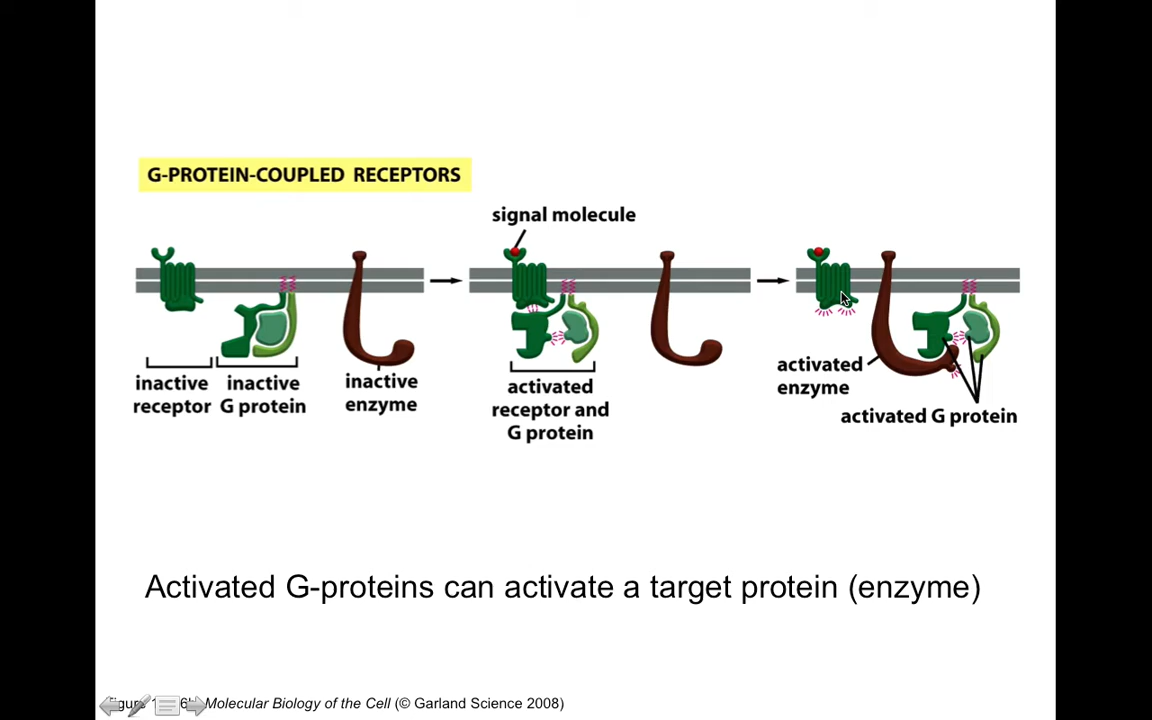 G-PROTEIN-COUPLED RECEPTORS
signal molecule
inactive
receptor
inactive
G protein
inactive
enzyme
activated
receptor and
G protein
activated
enzyme
activated G protein
Activated G-proteins can activate a target protein (enzyme)
Molecular Biology of the Cell (© Garland Science 2008)